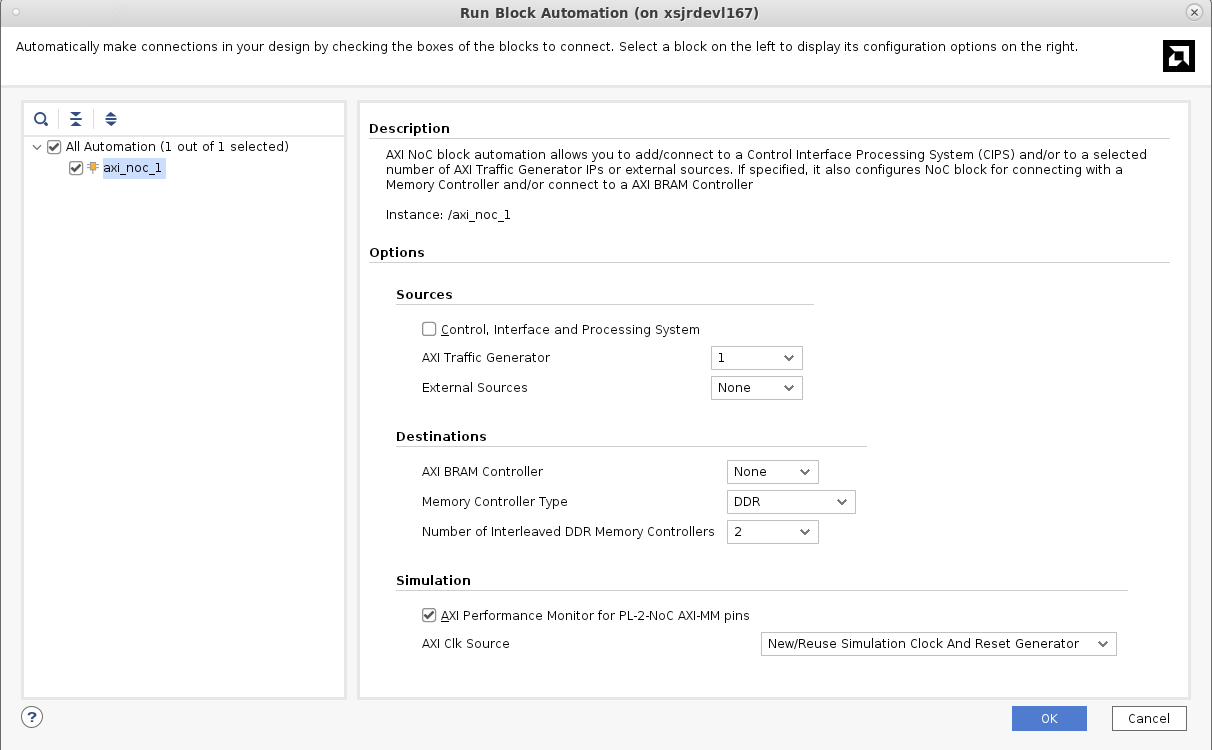 Run Block Automation (on xsjrdevl167)
Automatically make connections in your design by checking the boxes of the blocks to connect. Select a block on the left to display its configuration options on the right.
All Automation (1 out of 1 selected)
axi_noc_1
Description
AXI NoC block automation allows you to add/connect to a Control Interface Processing System (CIPS) and/or to a selected
number of AXI Traffic Generator IPs or external sources. If specified, it also configures NoC block for connecting with a
Memory Controller and/or connect to a AXI BRAM Controller
Instance: /axi_noc_1
Options
Sources
Control, Interface and Processing System
AXI Traffic Generator 1
External Sources None
Destinations
AXI BRAM Controller None
Memory Controller Type DDR
Number of Interleaved DDR Memory Controllers 2
Simulation
AXI Performance Monitor for PL-2-NoC AXI-MM pins
AXI Clk Source New/Reuse Simulation Clock And Reset Generator
? OK Cancel